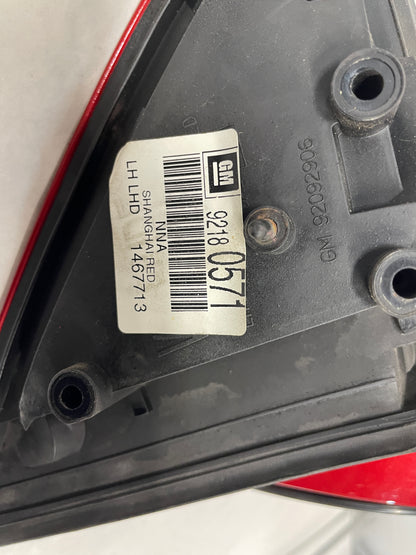 GM
9218 0571
NNA
SHANGHAI RED
LH LHD 1467713
GM 92092906